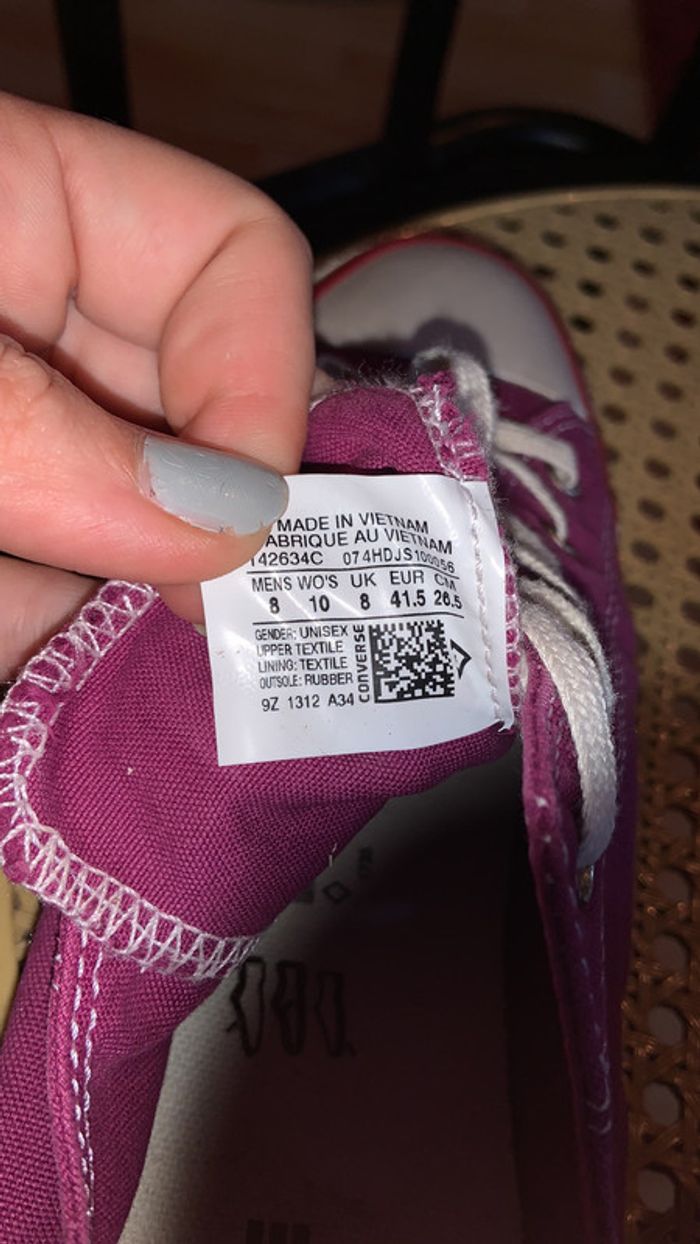 MADE IN VIETNAM
FABRIQUE AU VIETNAM
142634C 074HDJS100056
MENS WO'S UK EUR CM
8 10 8 41.5 26.5
GENDER: UNISEX
UPPER TEXTILE
LINING: TEXTILE
OUTSOLE: RUBBER
CONVERSE
9Z 1312 A34